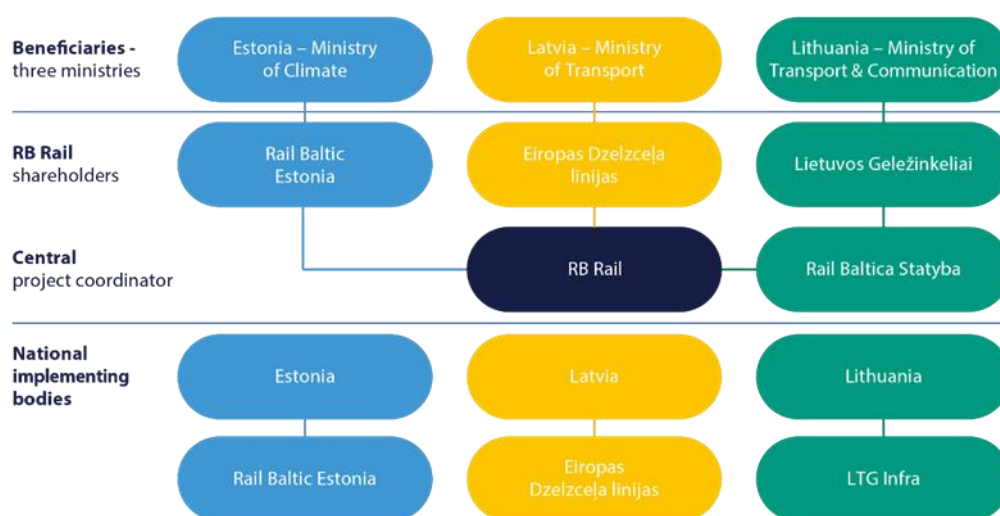 Beneficiaries -
three ministries
Estonia – Ministry
of Climate
Latvia – Ministry
of Transport
Lithuania – Ministry of
Transport & Communication
RB Rail
shareholders
Rail Baltic
Estonia
Eiropas Dzelzceļa
līnijas
Lietuvos Geležinkeliai
Central
project coordinator
RB Rail
Rail Baltica Statyba
National
implementing
bodies
Estonia
Latvia
Lithuania
Rail Baltic Estonia
Eiropas
Dzelzceļa līnijas
LTG Infra